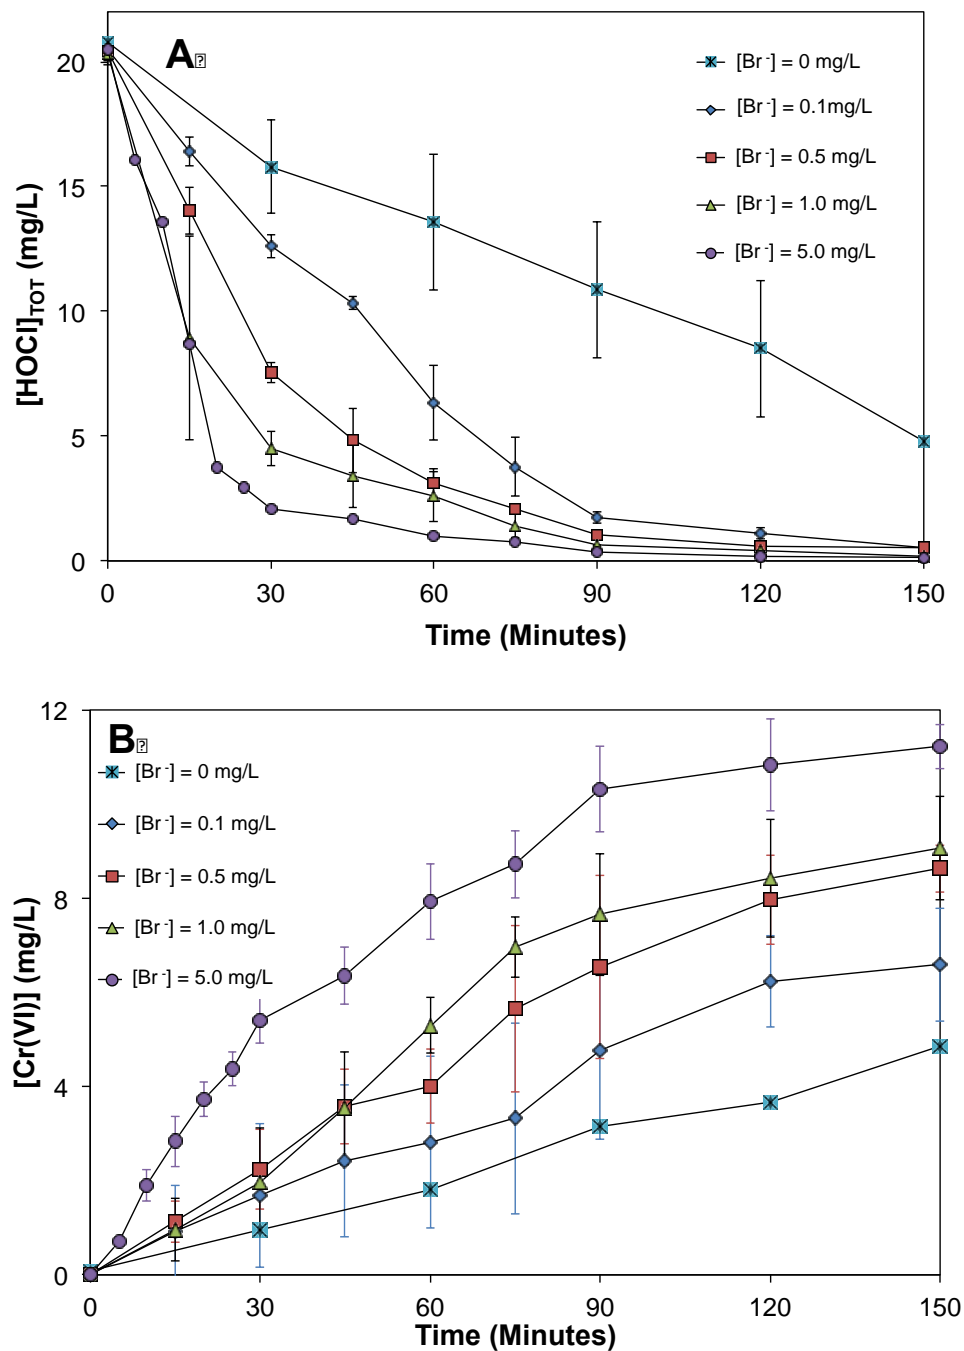 A
20
15
10
5
0
[HOCl]TOT (mg/L)
[Br-] = 0 mg/L
[Br-] = 0.1mg/L
[Br-] = 0.5 mg/L
[Br-] = 1.0 mg/L
[Br-] = 5.0 mg/L
0 30 60 90 120 150
Time (Minutes)
B
12
8
4
0
[Cr(VI)] (mg/L)
[Br-] = 0 mg/L
[Br-] = 0.1 mg/L
[Br-] = 0.5 mg/L
[Br-] = 1.0 mg/L
[Br-] = 5.0 mg/L
0 30 60 90 120 150
Time (Minutes)